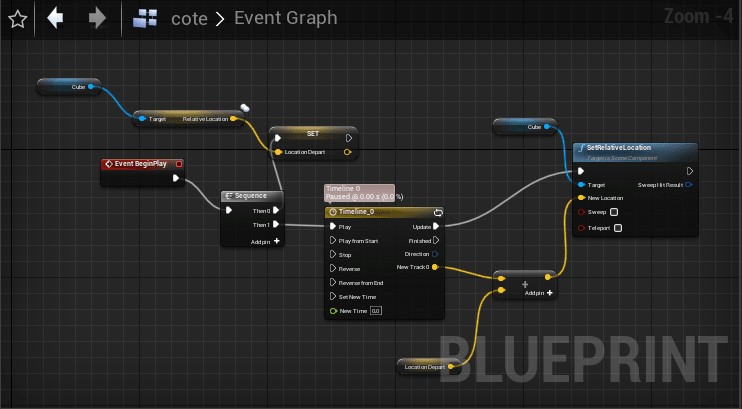 cote > Event Graph
Zoom -4
Cube
Target Relative Location
SET
Location Depart
Event BeginPlay
Sequence
Then 0
Then 1
Add pin +
Timeline 0
Paused @ 0.00 s (0.0 %)
Timeline_0
Play Update
Play from Start Finished
Stop Direction
Reverse New Track 0
Reverse from End
Set New Time
New Time 0.0
Cube
SetRelativeLocation
Target is Scene Component
Target Sweep Hit Result
New Location
Sweep
Teleport
+
Add pin +
Location Depart
BLUEPRINT